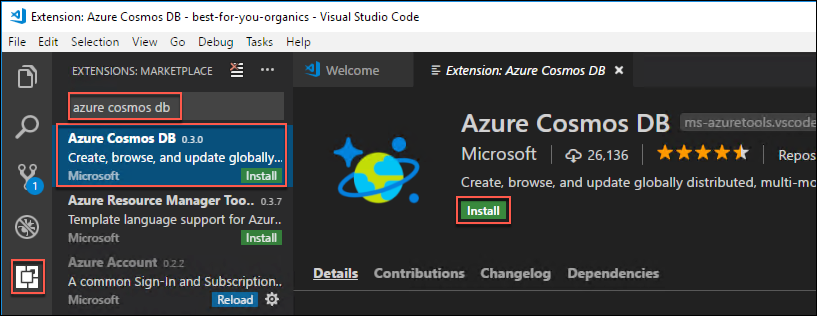 Extension: Azure Cosmos DB - best-for-you-organics - Visual Studio Code
File Edit Selection View Go Debug Tasks Help
EXTENSIONS: MARKETPLACE
azure cosmos db
Azure Cosmos DB 0.3.0
Create, browse, and update globally...
Microsoft Install
Azure Resource Manager Too.. 0.3.7
Template language support for Azur...
Microsoft Install
Azure Account 0.2.2
A common Sign-In and Subscription...
Microsoft Reload
1
Welcome Extension: Azure Cosmos DB
Azure Cosmos DB ms-azuretools.vscode
Microsoft 26,136 Repos
Create, browse, and update globally distributed, multi-mo
Install
Details Contributions Changelog Dependencies